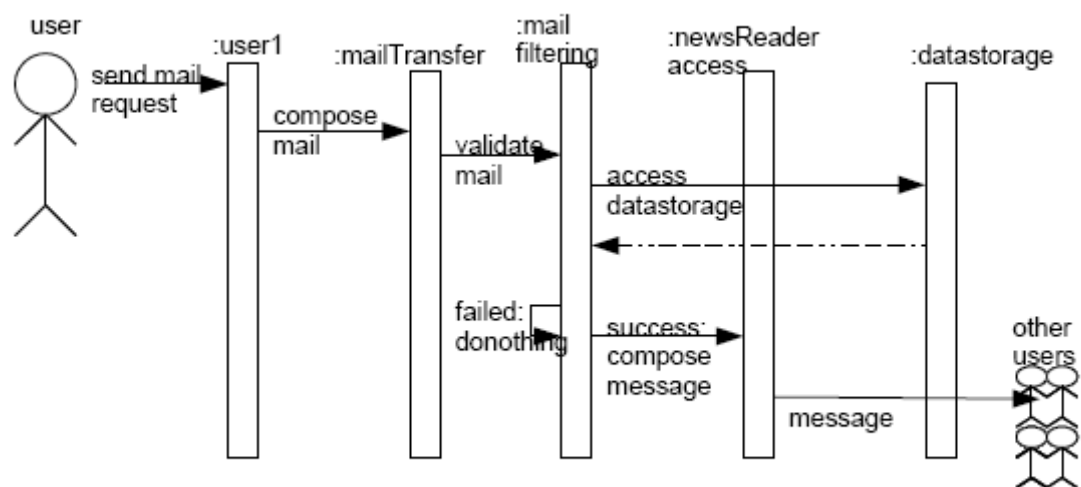 user
:user1
:mailTransfer
:mail
filtering
:newsReader
access
:datastorage
send mail
request
compose
mail
validate
mail
access
datastorage
failed:
donothing
success:
compose
message
other
users
message